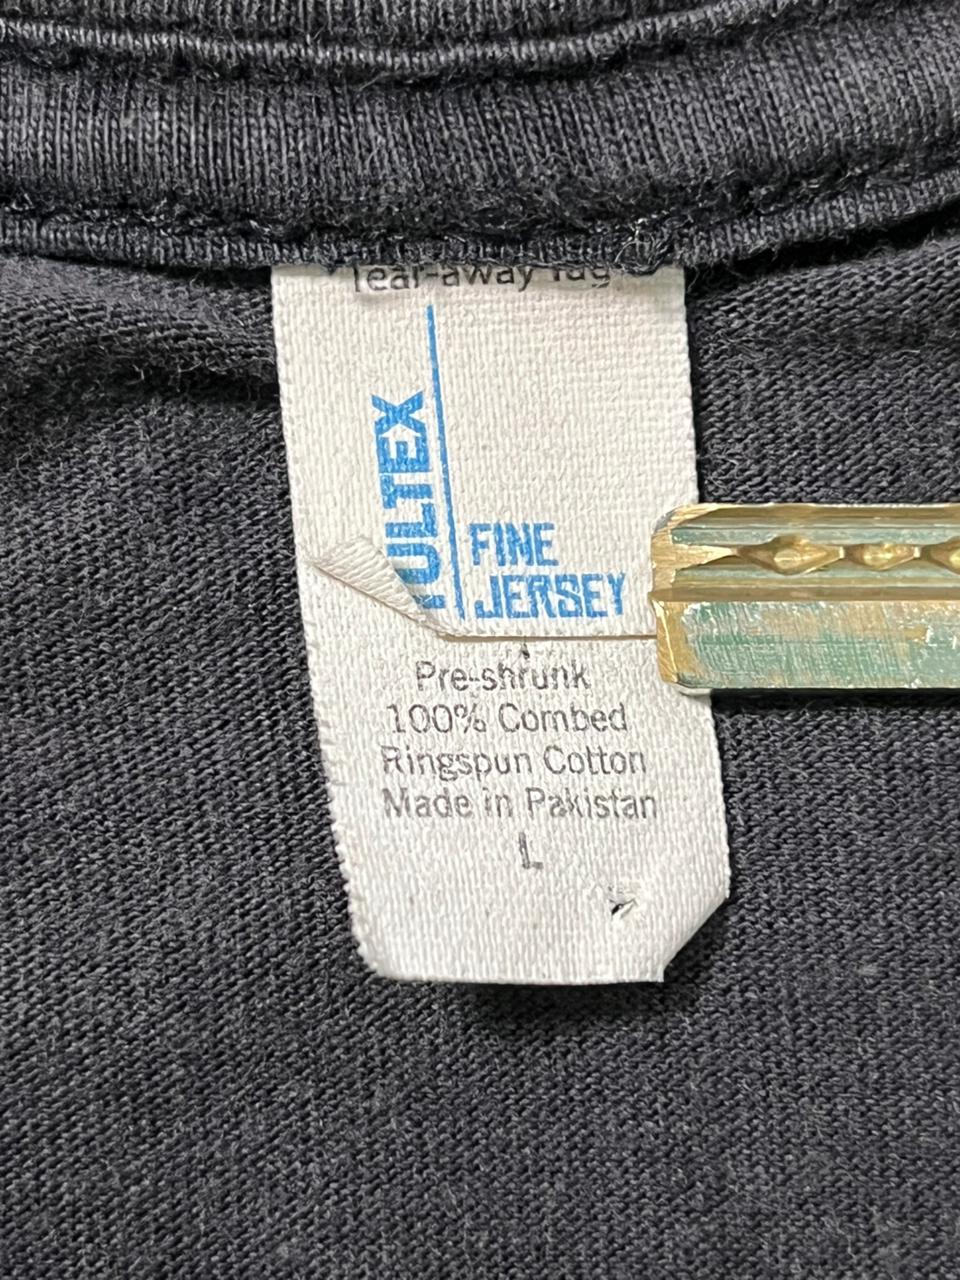 Tear-away Tag
TULTEX
FINE
JERSEY
Pre-shrunk
100% Combed
Ringspun Cotton
Made in Pakistan
L